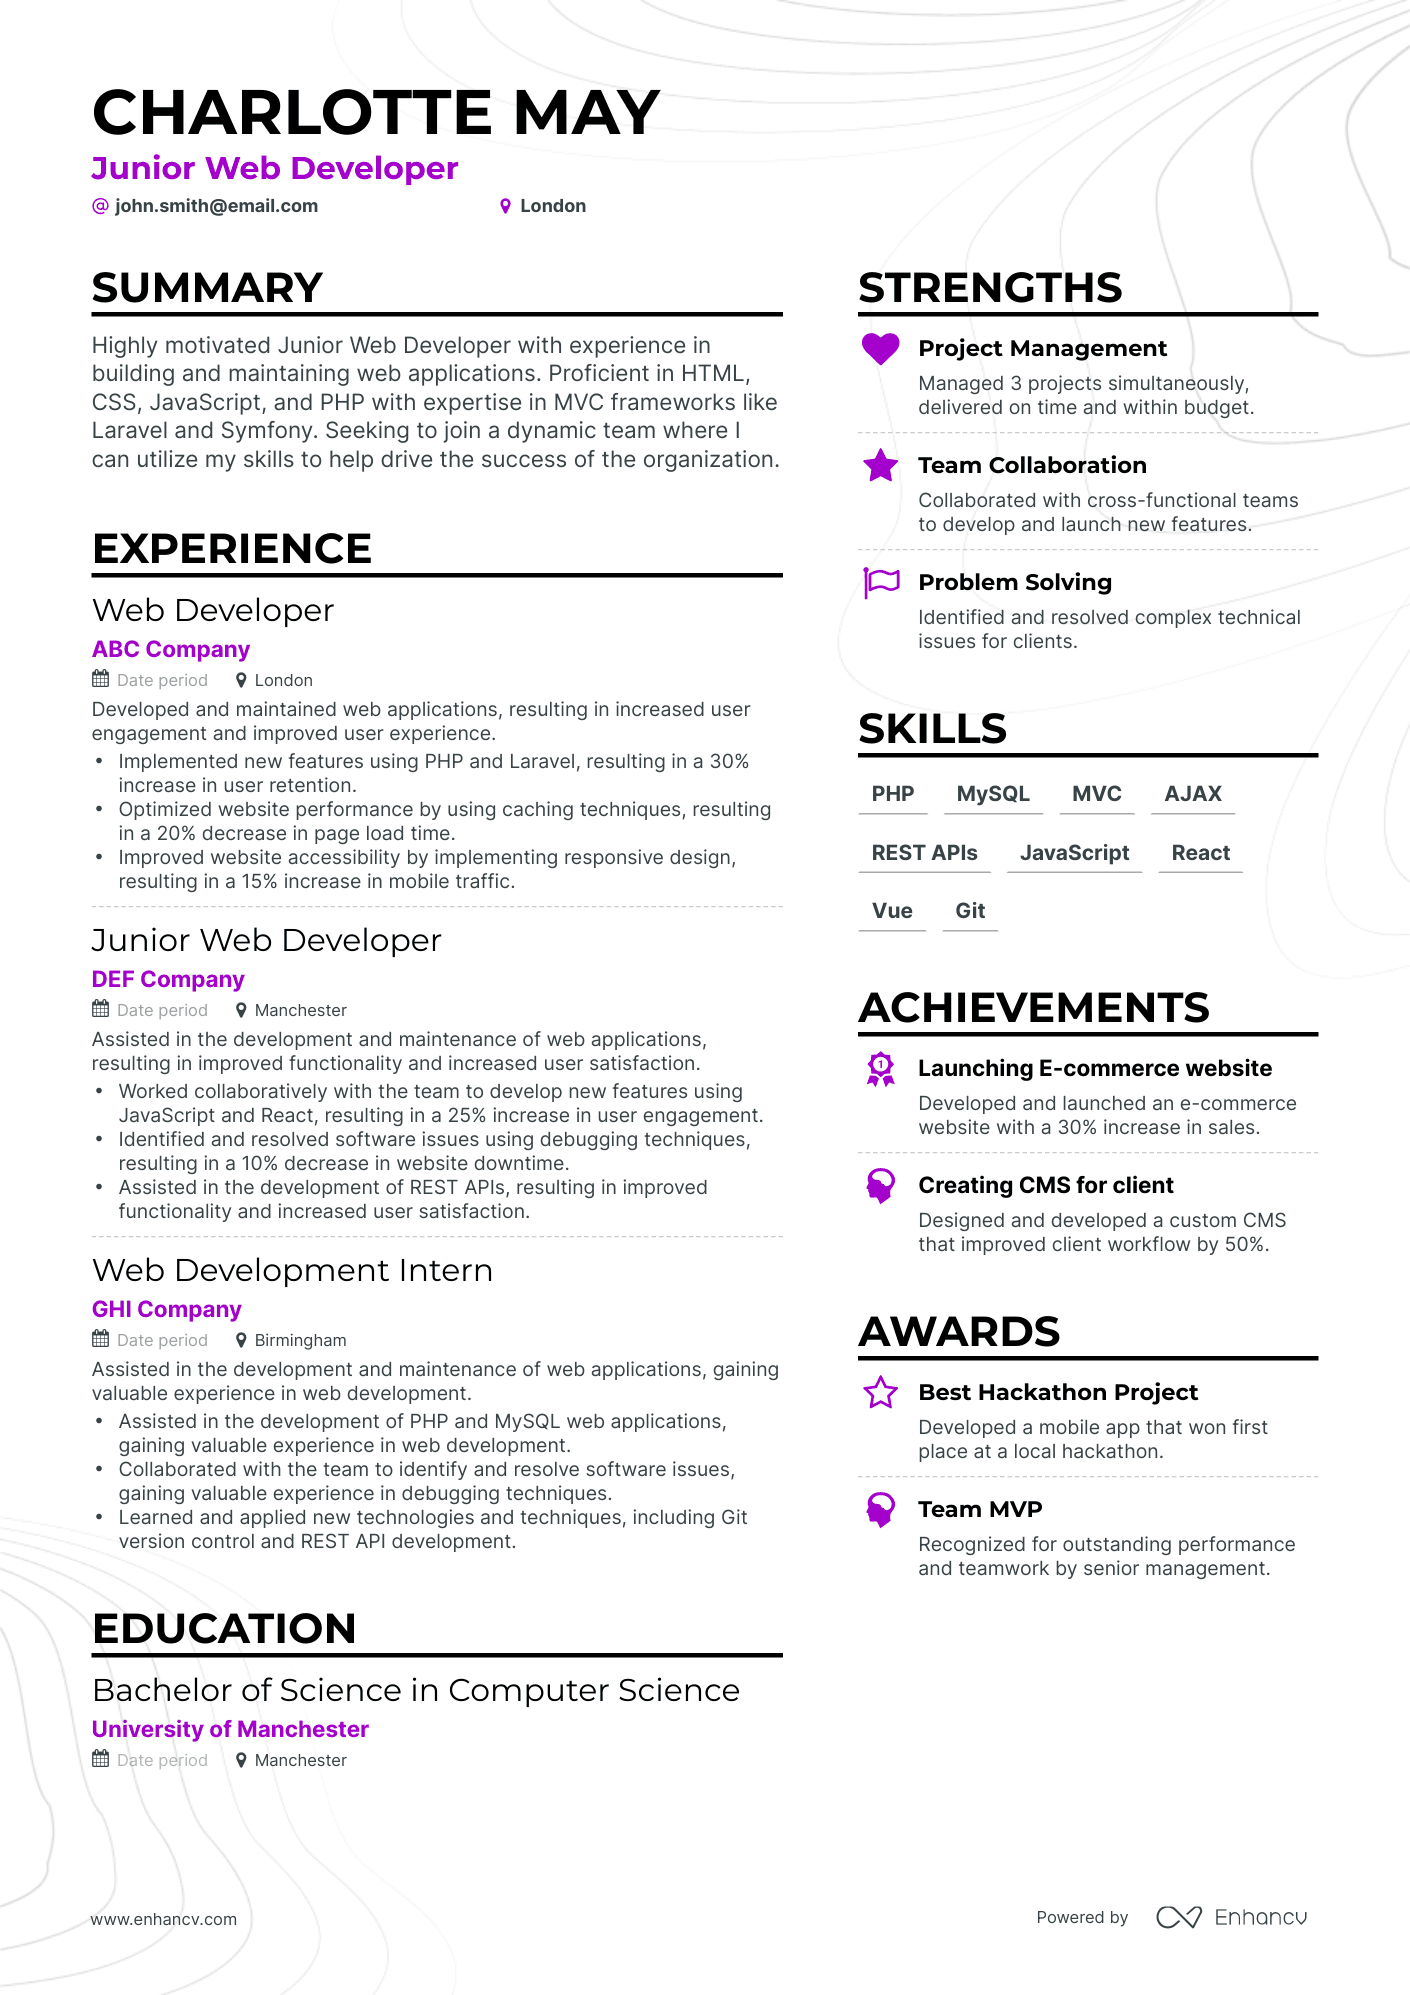 CHARLOTTE MAY
Junior Web Developer
@ john.smith@email.com
London
SUMMARY
Highly motivated Junior Web Developer with experience in
building and maintaining web applications. Proficient in HTML,
CSS, JavaScript, and PHP with expertise in MVC frameworks like
Laravel and Symfony. Seeking to join a dynamic team where I
can utilize my skills to help drive the success of the organization.
EXPERIENCE
Web Developer
ABC Company
Date period London
Developed and maintained web applications, resulting in increased user
engagement and improved user experience.
• Implemented new features using PHP and Laravel, resulting in a 30%
increase in user retention.
• Optimized website performance by using caching techniques, resulting
in a 20% decrease in page load time.
• Improved website accessibility by implementing responsive design,
resulting in a 15% increase in mobile traffic.
Junior Web Developer
DEF Company
Date period Manchester
Assisted in the development and maintenance of web applications,
resulting in improved functionality and increased user satisfaction.
• Worked collaboratively with the team to develop new features using
JavaScript and React, resulting in a 25% increase in user engagement.
• Identified and resolved software issues using debugging techniques,
resulting in a 10% decrease in website downtime.
• Assisted in the development of REST APIs, resulting in improved
functionality and increased user satisfaction.
Web Development Intern
GHI Company
Date period Birmingham
Assisted in the development and maintenance of web applications, gaining
valuable experience in web development.
• Assisted in the development of PHP and MySQL web applications,
gaining valuable experience in web development.
• Collaborated with the team to identify and resolve software issues,
gaining valuable experience in debugging techniques.
• Learned and applied new technologies and techniques, including Git
version control and REST API development.
EDUCATION
Bachelor of Science in Computer Science
University of Manchester
Date period Manchester
STRENGTHS
Project Management
Managed 3 projects simultaneously,
delivered on time and within budget.
Team Collaboration
Collaborated with cross-functional teams
to develop and launch new features.
Problem Solving
Identified and resolved complex technical
issues for clients.
SKILLS
PHP MySQL MVC AJAX
REST APIs JavaScript React
Vue Git
ACHIEVEMENTS
1
Launching E-commerce website
Developed and launched an e-commerce
website with a 30% increase in sales.
Creating CMS for client
Designed and developed a custom CMS
that improved client workflow by 50%.
AWARDS
Best Hackathon Project
Developed a mobile app that won first
place at a local hackathon.
Team MVP
Recognized for outstanding performance
and teamwork by senior management.
www.enhancv.com
Powered by Enhancv